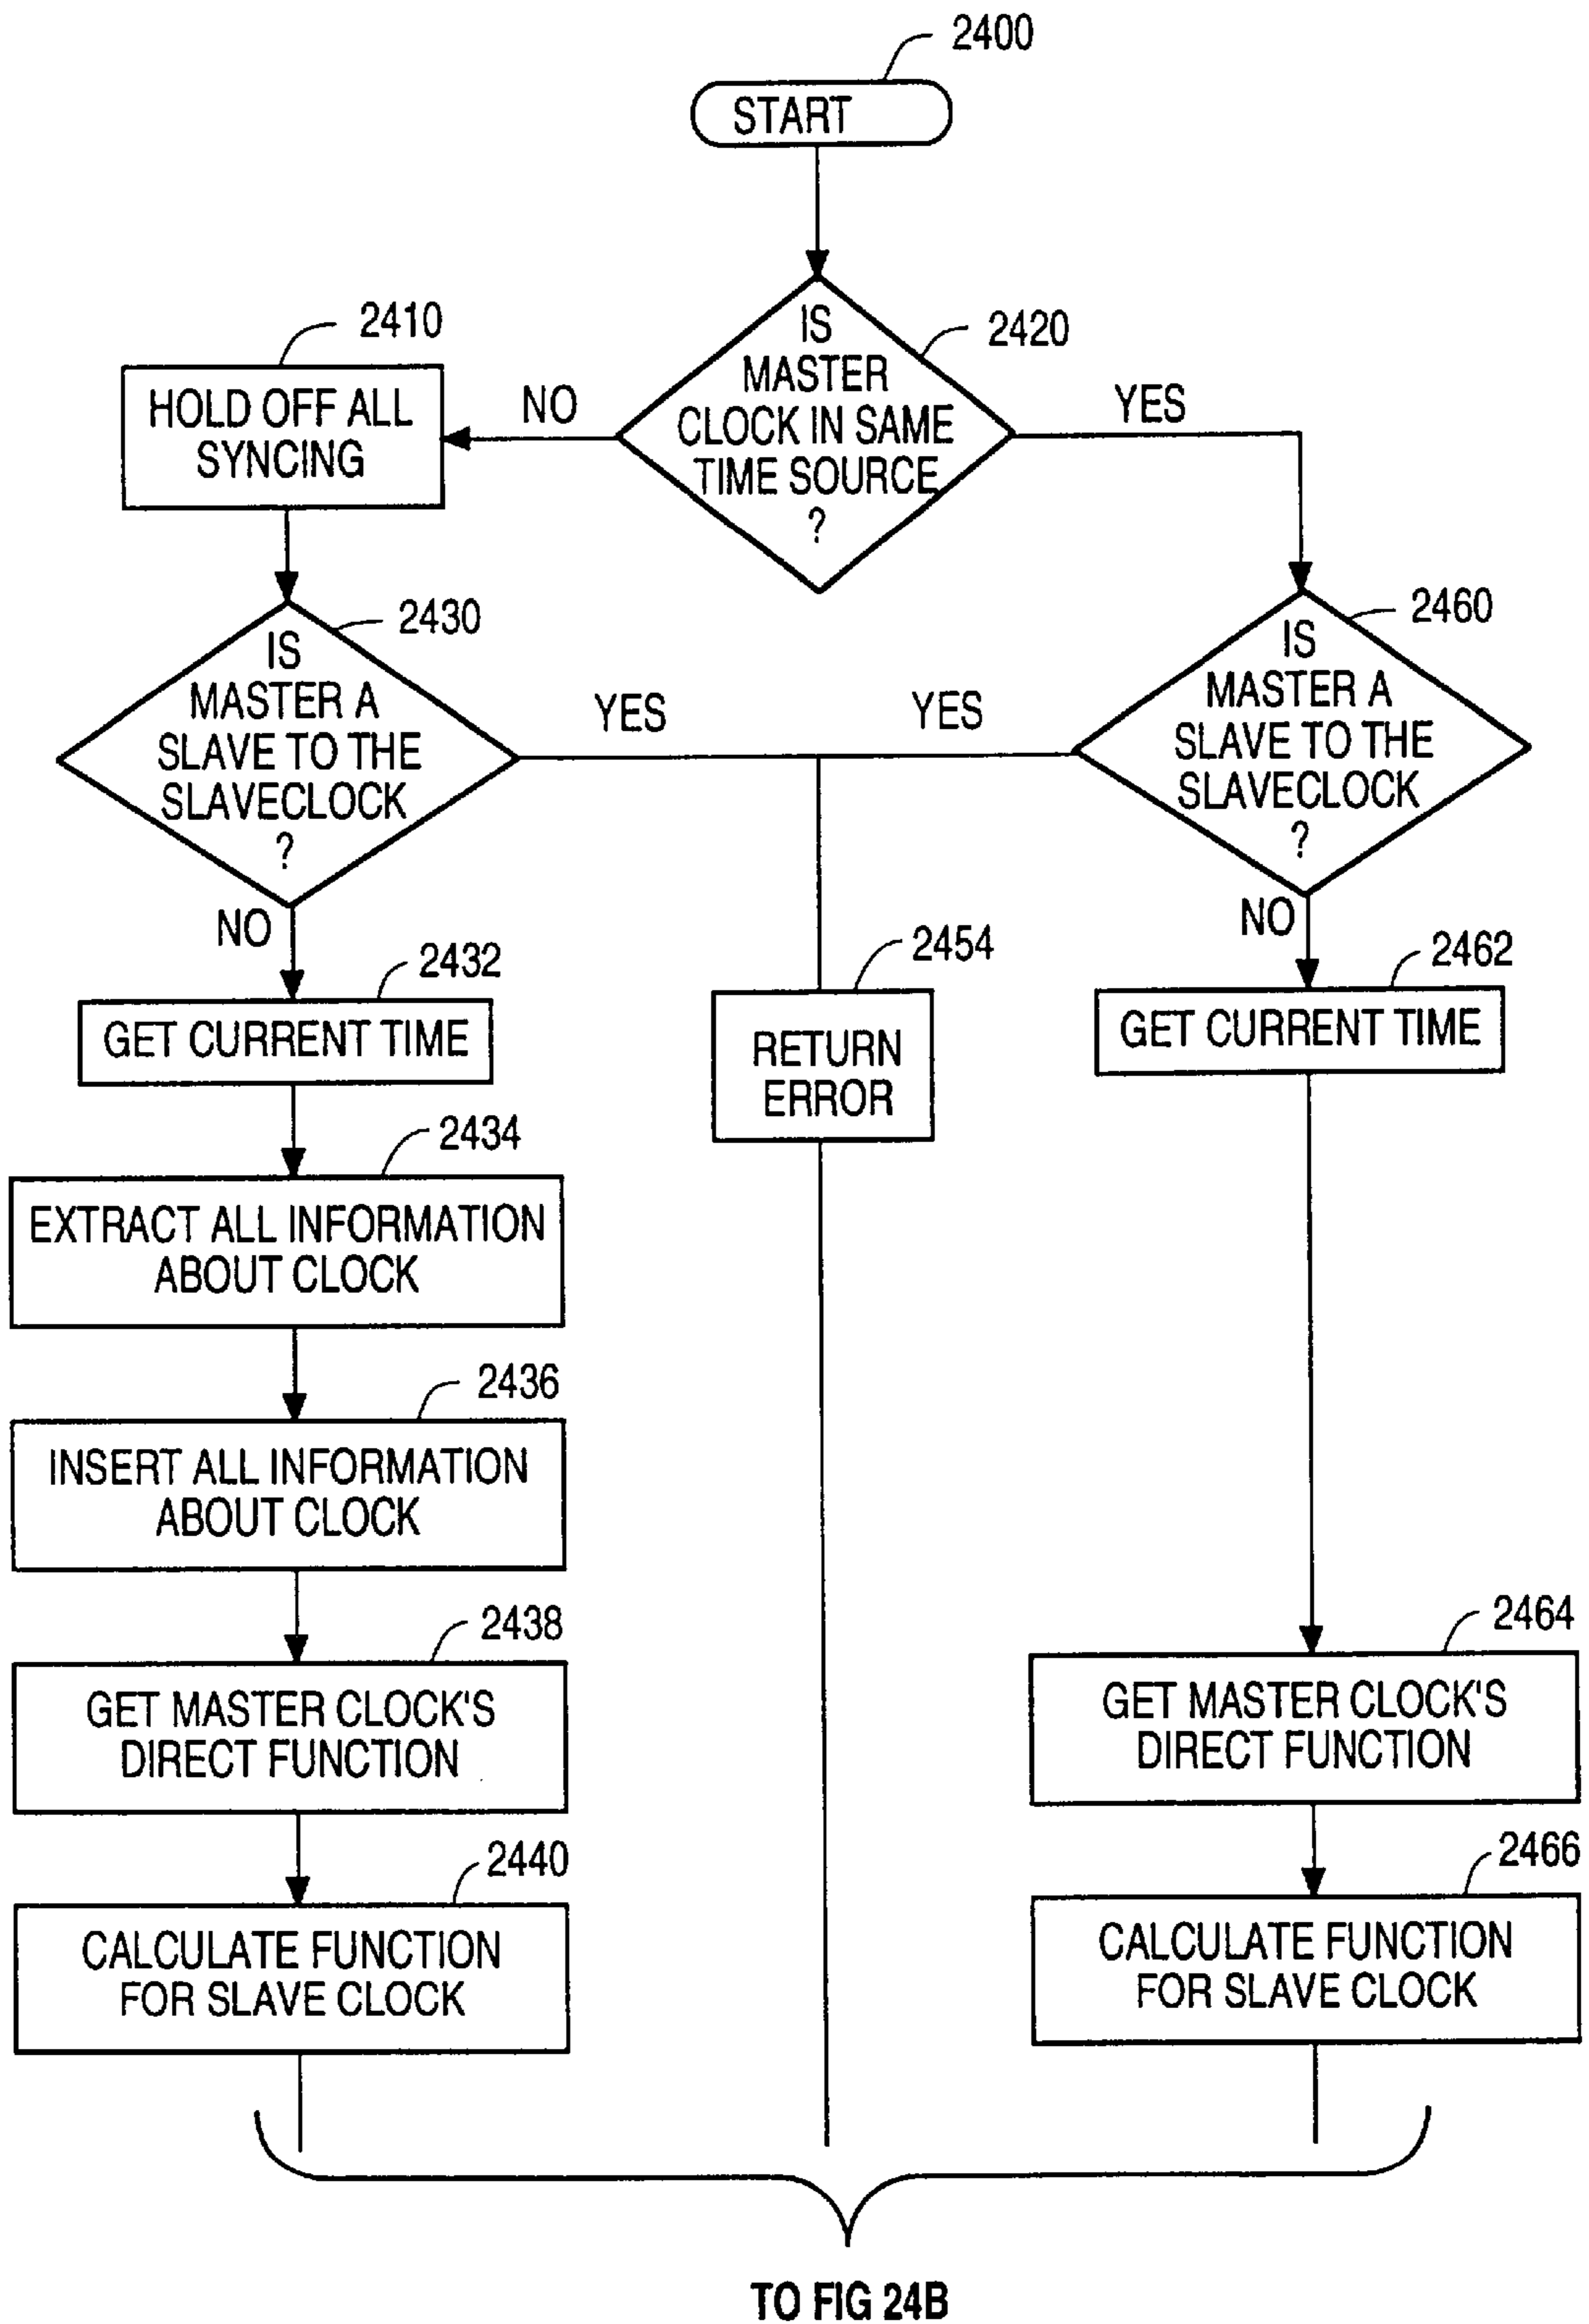 2400
START
2410
HOLD OFF ALL
SYNCING
NO
IS
MASTER
CLOCK IN SAME
TIME SOURCE
?
2420
YES
2430
IS
MASTER A
SLAVE TO THE
SLAVECLOCK
?
YES
YES
2460
IS
MASTER A
SLAVE TO THE
SLAVECLOCK
?
NO
NO
2432
GET CURRENT TIME
2454
RETURN
ERROR
2462
GET CURRENT TIME
2434
EXTRACT ALL INFORMATION
ABOUT CLOCK
2436
INSERT ALL INFORMATION
ABOUT CLOCK
2438
GET MASTER CLOCK'S
DIRECT FUNCTION
2464
GET MASTER CLOCK'S
DIRECT FUNCTION
2440
CALCULATE FUNCTION
FOR SLAVE CLOCK
2466
CALCULATE FUNCTION
FOR SLAVE CLOCK
TO FIG 24B